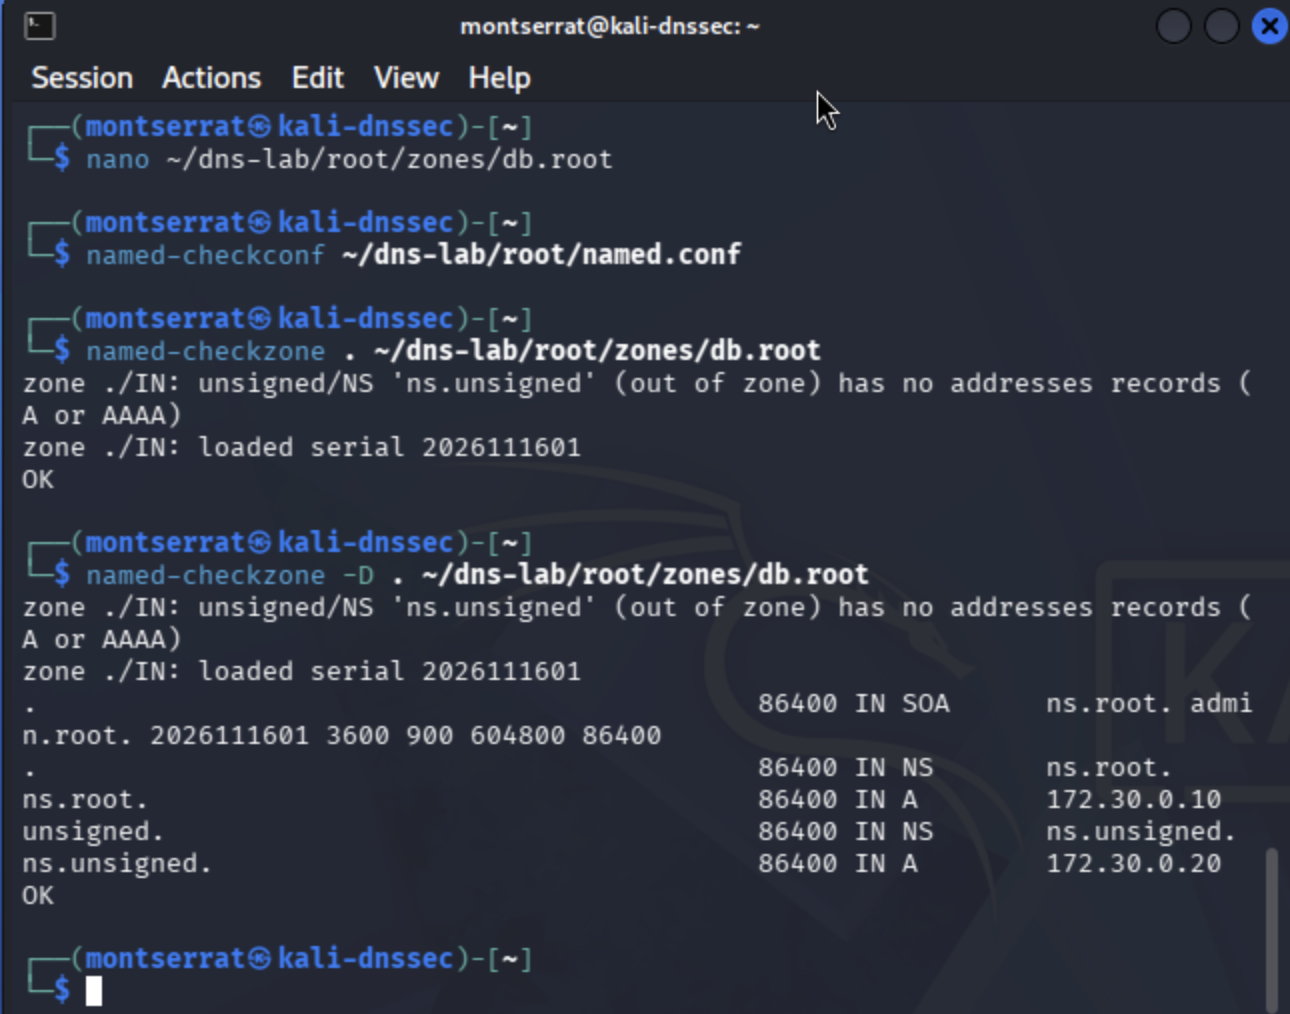 montserrat@kali-dnssec: ~
Session Actions Edit View Help
┌──(montserrat㉿kali-dnssec)-[~]
└─$ nano ~/dns-lab/root/zones/db.root
┌──(montserrat㉿kali-dnssec)-[~]
└─$ named-checkconf ~/dns-lab/root/named.conf
┌──(montserrat㉿kali-dnssec)-[~]
└─$ named-checkzone . ~/dns-lab/root/zones/db.root
zone ./IN: unsigned/NS 'ns.unsigned' (out of zone) has no addresses records (
A or AAAA)
zone ./IN: loaded serial 2026111601
OK
┌──(montserrat㉿kali-dnssec)-[~]
└─$ named-checkzone -D . ~/dns-lab/root/zones/db.root
zone ./IN: unsigned/NS 'ns.unsigned' (out of zone) has no addresses records (
A or AAAA)
zone ./IN: loaded serial 2026111601
. 86400 IN SOA ns.root. admi
n.root. 2026111601 3600 900 604800 86400
. 86400 IN NS ns.root.
ns.root. 86400 IN A 172.30.0.10
unsigned. 86400 IN NS ns.unsigned.
ns.unsigned. 86400 IN A 172.30.0.20
OK
┌──(montserrat㉿kali-dnssec)-[~]
└─$